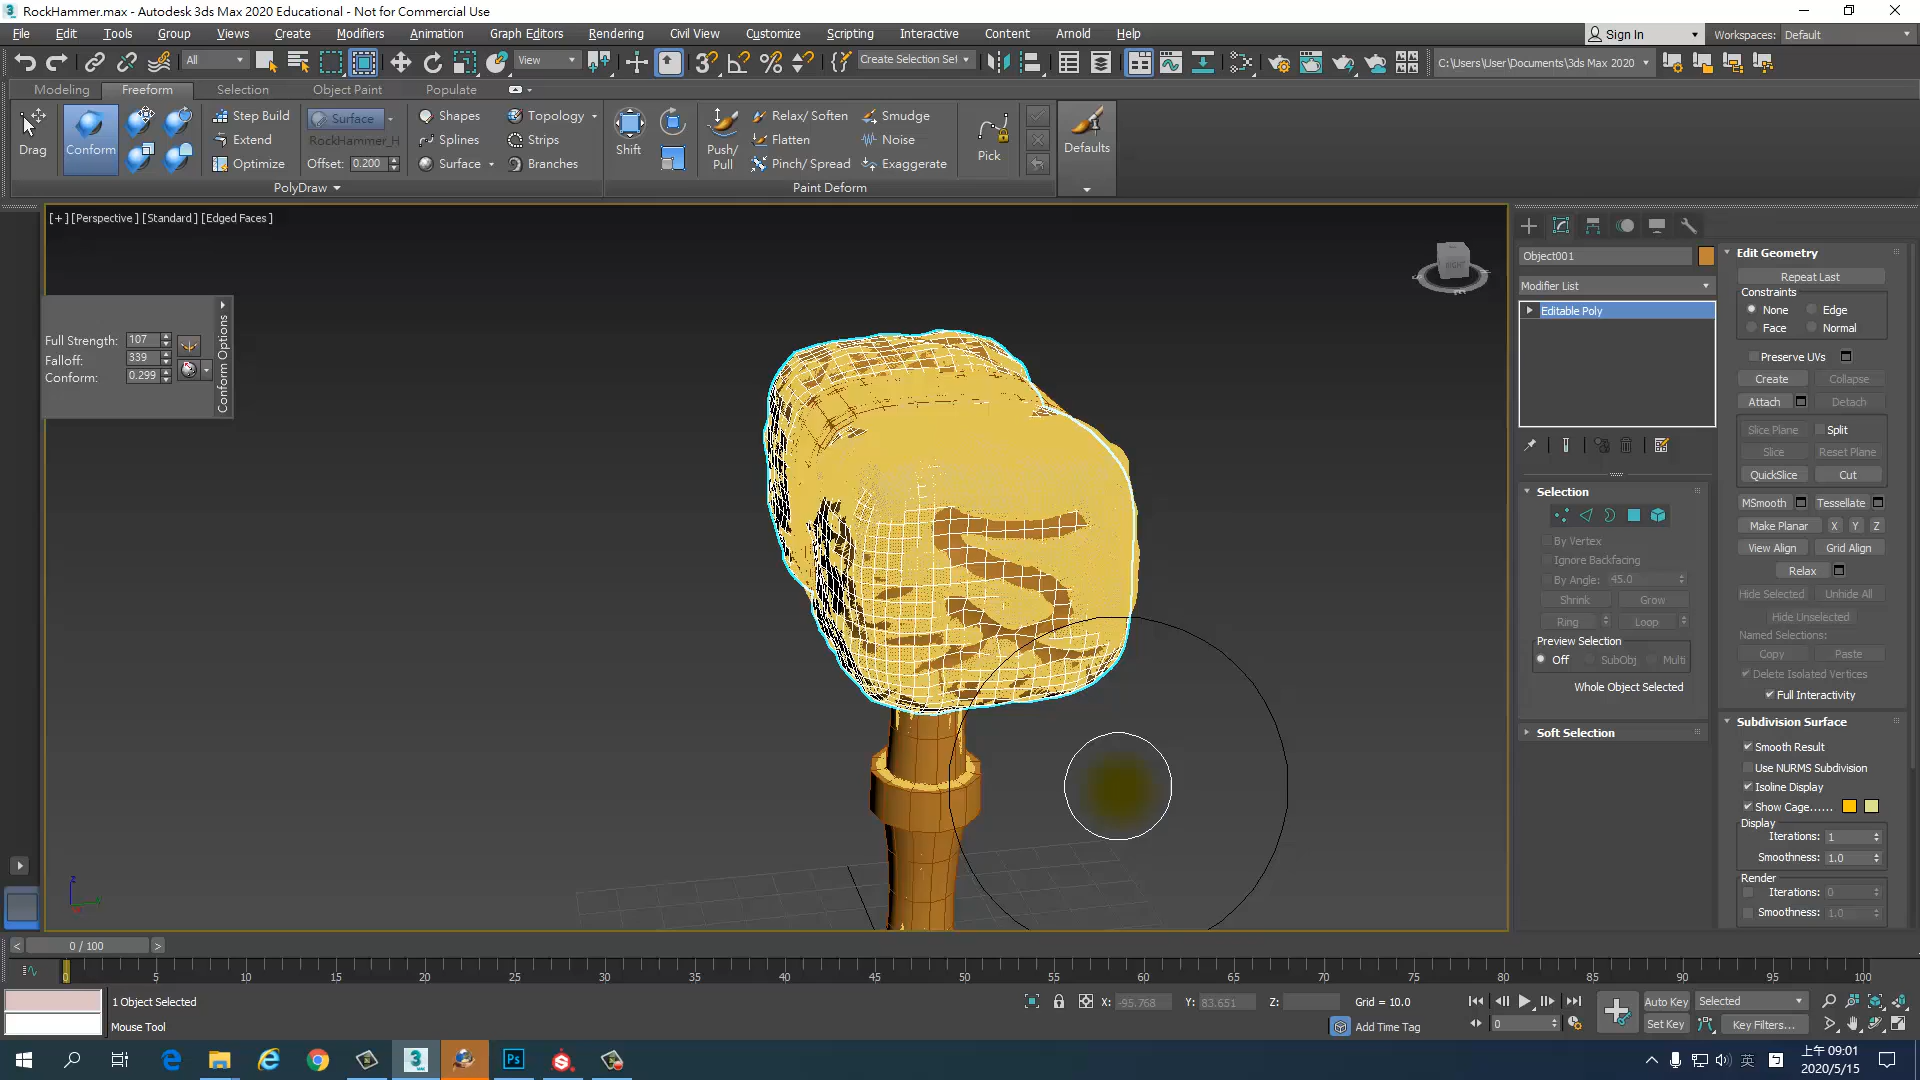 RockHammer.max - Autodesk 3ds Max 2020 Educational - Not for Commercial Use
File Edit Tools Group Views Create Modifiers Animation Graph Editors Rendering Civil View Customize Scripting Interactive Content Arnold Help
Sign In Workspaces: Default
All View Create Selection Set C:\Users\User\Documents\3ds Max 2020
Modeling Freeform Selection Object Paint Populate
Drag Conform Step Build Extend Optimize
Surface
RockHammer_H
Offset: 0.200
Shapes Splines Surface
Topology Strips Branches
PolyDraw
Shift Push/ Pull
Relax/ Soften Flatten Pinch/ Spread
Smudge Noise Exaggerate
Pick
Paint Deform
Defaults
[+] [Perspective] [Standard] [Edged Faces]
RIGHT
Full Strength: 107
Falloff: 339
Conform: 0.299
Conform Options
Object001
Modifier List
Editable Poly
Selection
By Vertex
Ignore Backfacing
By Angle: 45.0
Shrink Grow
Ring Loop
Preview Selection
Off SubObj Multi
Whole Object Selected
Soft Selection
Edit Geometry
Repeat Last
Constraints
None Edge
Face Normal
Preserve UVs
Create Collapse
Attach Detach
Slice Plane Split
Slice Reset Plane
QuickSlice Cut
MSmooth Tessellate
Make Planar X Y Z
View Align Grid Align
Relax
Hide Selected Unhide All
Hide Unselected
Named Selections:
Copy Paste
Delete Isolated Vertices
Full Interactivity
Subdivision Surface
Smooth Result
Use NURMS Subdivision
Isoline Display
Show Cage......
Display
Iterations: 1
Smoothness: 1.0
Render
Iterations: 0
Smoothness: 1.0
z
< 0 / 100 >
0 5 10 15 20 25 30 35 40 45 50 55 60 65 70 75 80 85 90 95 100
1 Object Selected
Mouse Tool
X: -95.768 Y: 83.651 Z: Grid = 10.0
Add Time Tag
0
Auto Key Selected
Set Key Key Filters...
3 Ps S
英 上午 09:01
2020/5/15